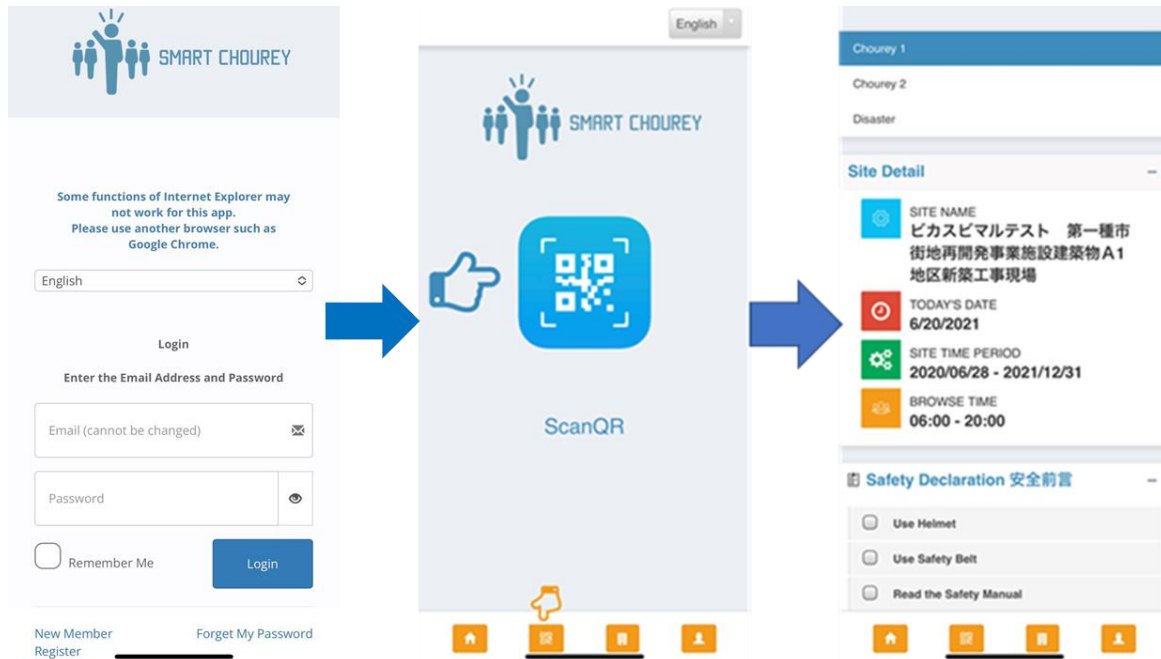 SMART CHOUREY
Some functions of Internet Explorer may
not work for this app.
Please use another browser such as
Google Chrome.
English
Login
Enter the Email Address and Password
Email (cannot be changed)
Password
Remember Me
Login
New Member
Register
Forget My Password
English
SMART CHOUREY
ScanQR
Chourey 1
Chourey 2
Disaster
Site Detail
SITE NAME
ビカスビマルテスト　第一種市
街地再開発事業施設建築物A1
地区新築工事現場
TODAY'S DATE
6/20/2021
SITE TIME PERIOD
2020/06/28 - 2021/12/31
BROWSE TIME
06:00 - 20:00
Safety Declaration 安全前言
Use Helmet
Use Safety Belt
Read the Safety Manual